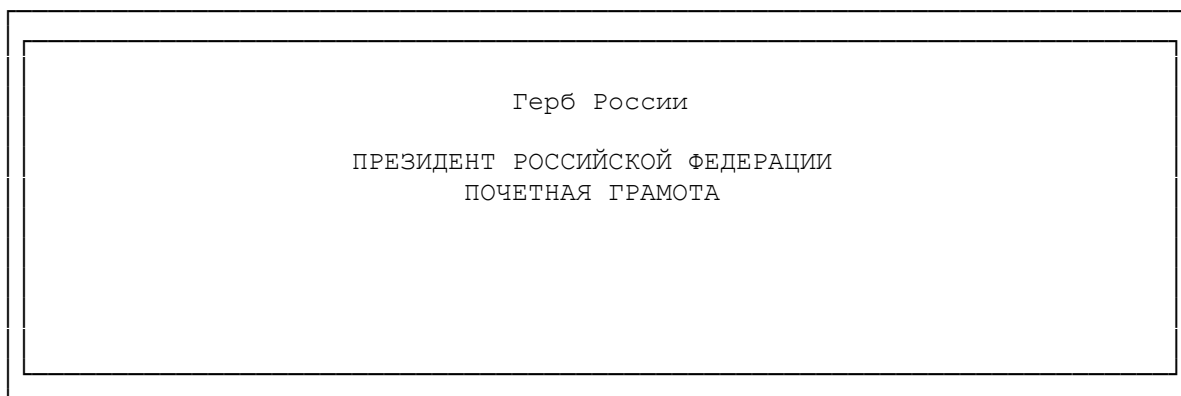 Герб России
ПРЕЗИДЕНТ РОССИЙСКОЙ ФЕДЕРАЦИИ
ПОЧЕТНАЯ ГРАМОТА